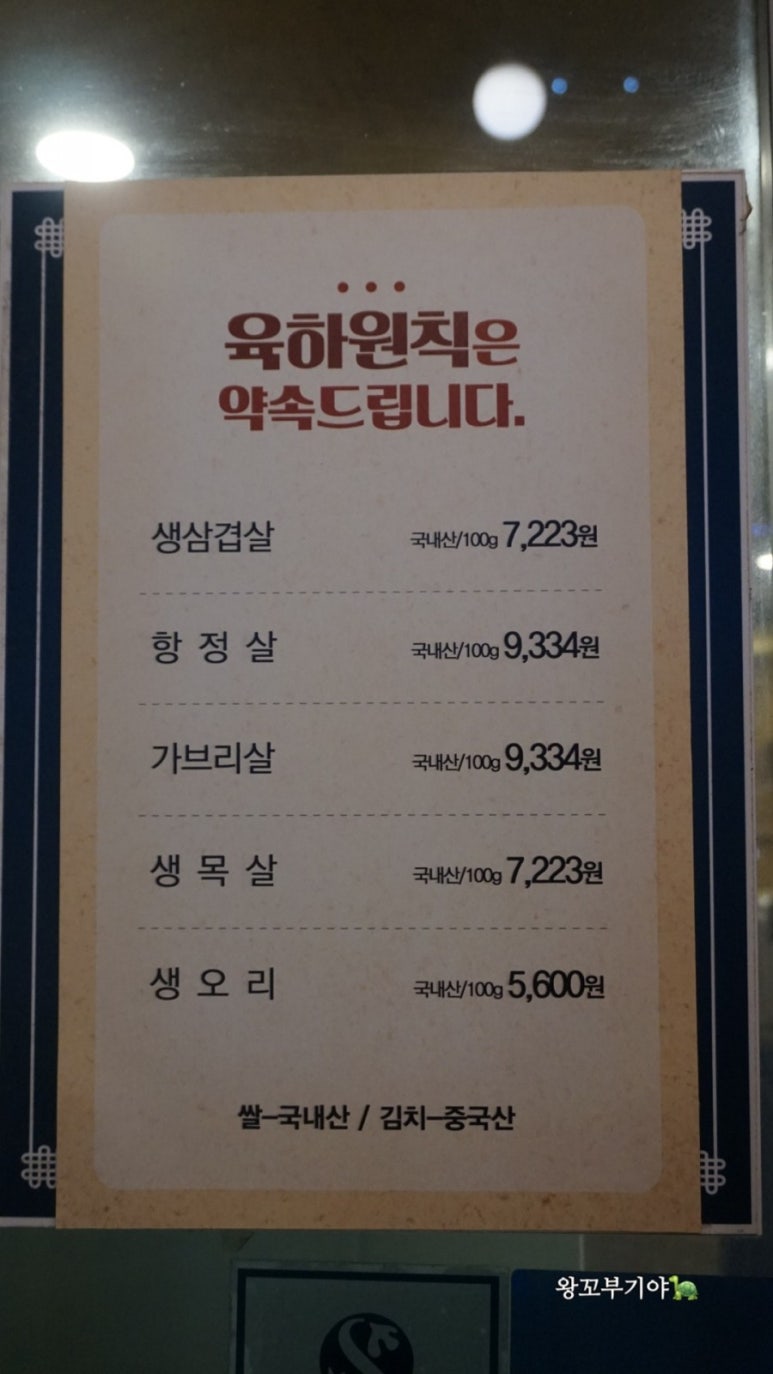 육하원칙은
약속드립니다.
생삼겹살 국내산/100g 7,223원
항정살 국내산/100g 9,334원
가브리살 국내산/100g 9,334원
생목살 국내산/100g 7,223원
생오리 국내산/100g 5,600원
쌀-국내산 / 김치-중국산
왕꼬부기야🐢